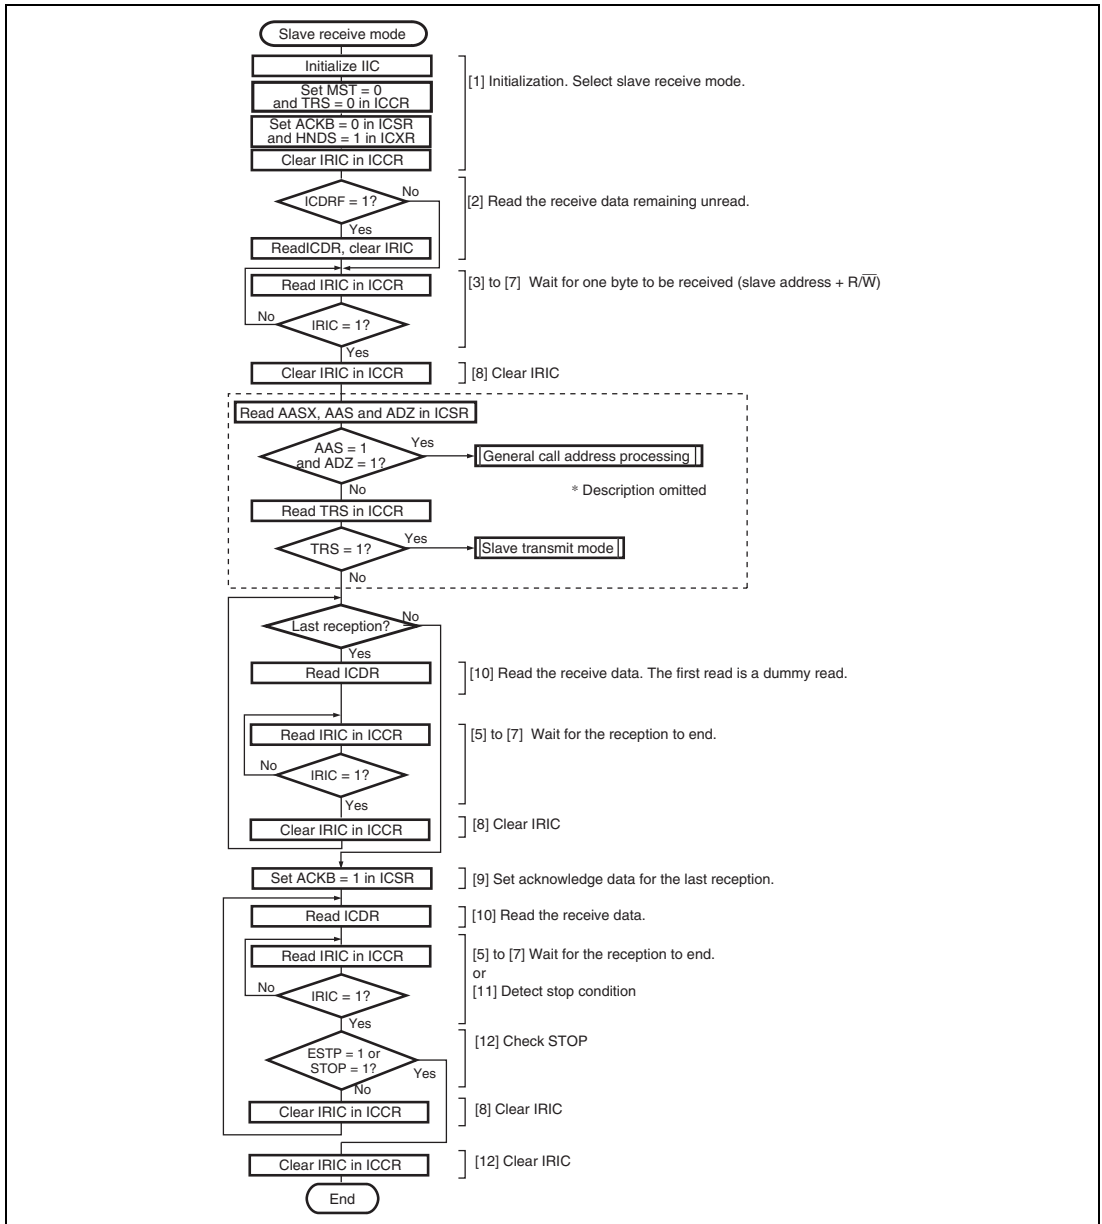 Slave receive mode
Initialize IIC
[1] Initialization. Select slave receive mode.
Set MST = 0
and TRS = 0 in ICCR
Set ACKB = 0 in ICSR
and HNDS = 1 in ICXR
Clear IRIC in ICCR
ICDRF = 1?
No
[2] Read the receive data remaining unread.
Yes
ReadICDR, clear IRIC
Read IRIC in ICCR
[3] to [7] Wait for one byte to be received (slave address + R/W̅)
No
IRIC = 1?
Yes
Clear IRIC in ICCR
[8] Clear IRIC
Read AASX, AAS and ADZ in ICSR
AAS = 1
and ADZ = 1?
Yes
General call address processing
No
* Description omitted
Read TRS in ICCR
TRS = 1?
Yes
Slave transmit mode
No
Last reception?
No
Yes
Read ICDR
[10] Read the receive data. The first read is a dummy read.
Read IRIC in ICCR
[5] to [7] Wait for the reception to end.
No
IRIC = 1?
Yes
Clear IRIC in ICCR
[8] Clear IRIC
Set ACKB = 1 in ICSR
[9] Set acknowledge data for the last reception.
Read ICDR
[10] Read the receive data.
Read IRIC in ICCR
[5] to [7] Wait for the reception to end.
or
[11] Detect stop condition
No
IRIC = 1?
Yes
ESTP = 1 or
STOP = 1?
[12] Check STOP
Yes
No
Clear IRIC in ICCR
[8] Clear IRIC
Clear IRIC in ICCR
[12] Clear IRIC
End